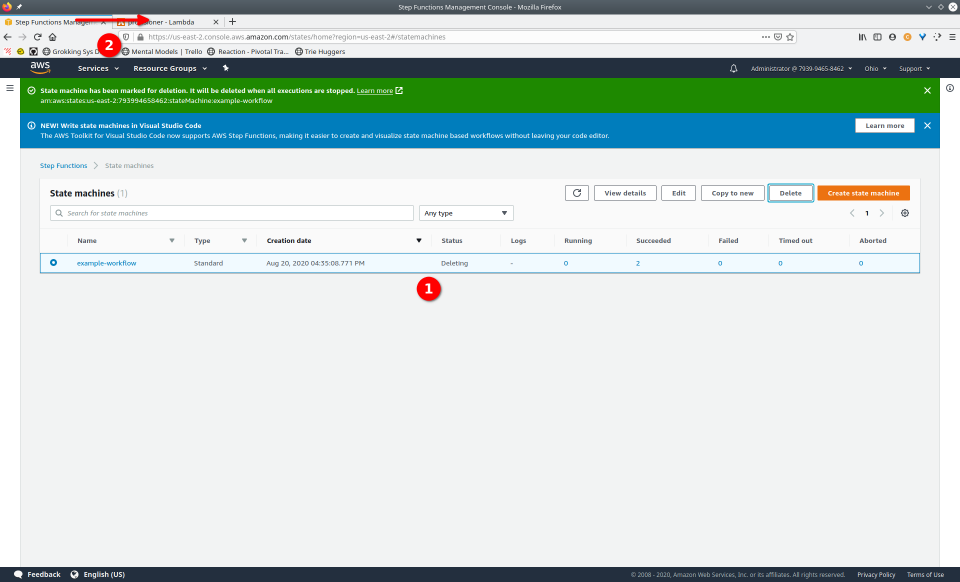 Step Functions Management Console - Mozilla Firefox
Step Functions Manage
ioner - Lambda
https://us-east-2.console.aws.amazon.com/states/home?region=us-east-2#/statemachines
2
Grokking Sys D
Mental Models | Trello
Reaction - Pivotal Tra...
Trie Huggers
aws
Services
Resource Groups
Administrator @ 7939-9465-8462
Ohio
Support
State machine has been marked for deletion. It will be deleted when all executions are stopped. Learn more
arn:aws:states:us-east-2:793994658462:stateMachine:example-workflow
NEW! Write state machines in Visual Studio Code
The AWS Toolkit for Visual Studio Code now supports AWS Step Functions, making it easier to create and visualize state machine based workflows without leaving your code editor.
Learn more
Step Functions
State machines
State machines (1)
View details
Edit
Copy to new
Delete
Create state machine
Search for state machines
Any type
1
Name
Type
Creation date
Status
Logs
Running
Succeeded
Failed
Timed out
Aborted
example-workflow
Standard
Aug 20, 2020 04:35:08.771 PM
Deleting
-
0
2
0
0
0
1
Feedback
English (US)
© 2008 - 2020, Amazon Web Services, Inc. or its affiliates. All rights reserved.
Privacy Policy
Terms of Use